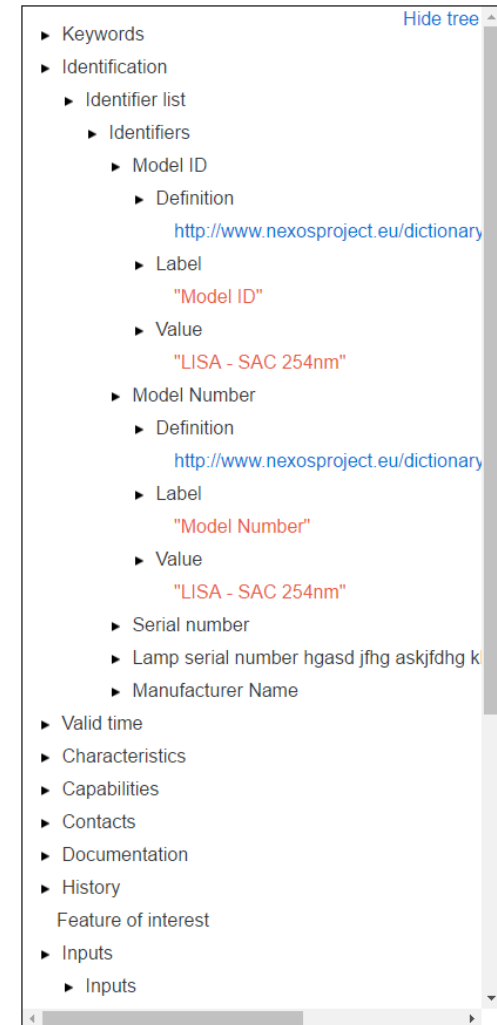 Hide tree
Keywords
Identification
Identifier list
Identifiers
Model ID
Definition
http://www.nexosproject.eu/dictionary
Label
"Model ID"
Value
"LISA - SAC 254nm"
Model Number
Definition
http://www.nexosproject.eu/dictionary
Label
"Model Number"
Value
"LISA - SAC 254nm"
Serial number
Lamp serial number hgasd jfhg askjfdhg
Manufacturer Name
Valid time
Characteristics
Capabilities
Contacts
Documentation
History
Feature of interest
Inputs
Inputs